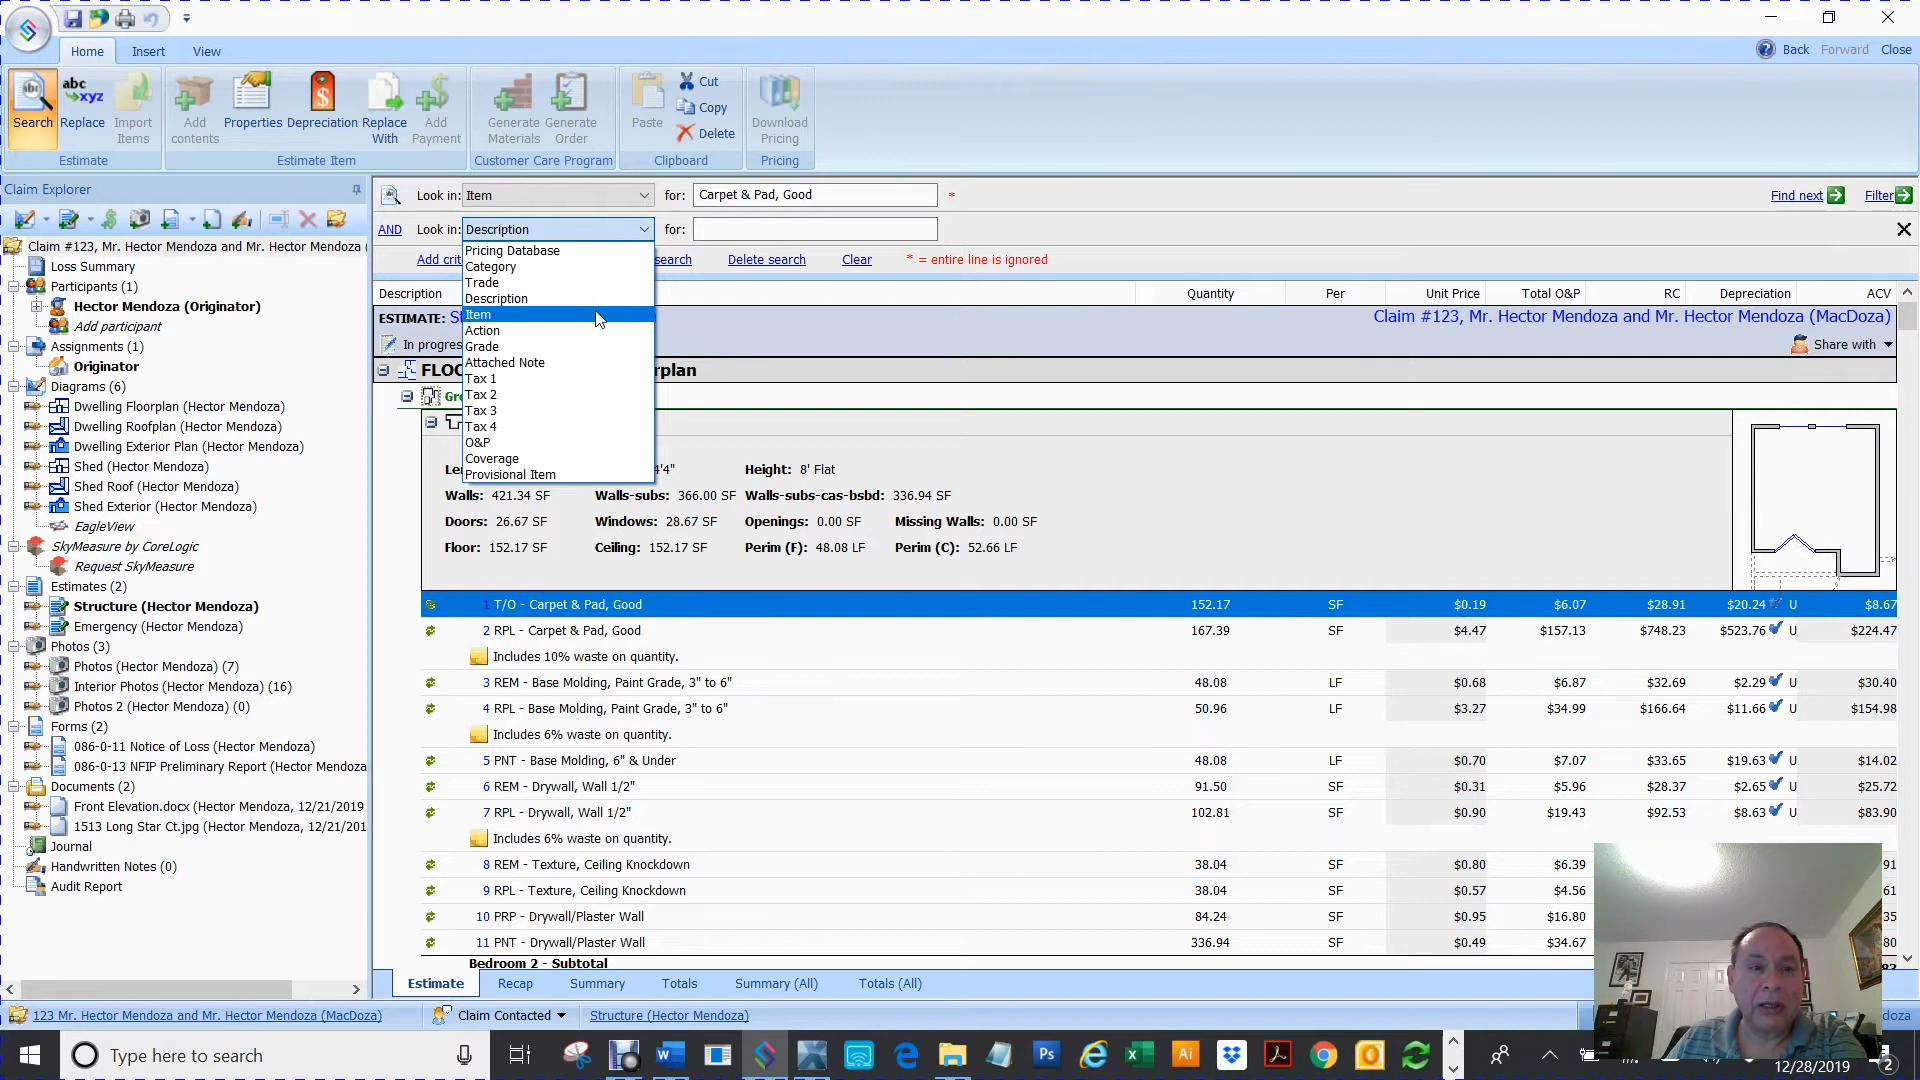 Home Insert View Back Forward Close
Search abc xyz Replace Import Items Add contents Properties Depreciation Replace With Add Payment Generate Materials Generate Order Paste Cut Copy Delete Download Pricing
Estimate Estimate Item Customer Care Program Clipboard Pricing
Claim Explorer
Claim #123, Mr. Hector Mendoza and Mr. Hector Mendoza (
Loss Summary
Participants (1)
Hector Mendoza (Originator)
Add participant
Assignments (1)
Originator
Diagrams (6)
Dwelling Floorplan (Hector Mendoza)
Dwelling Roofplan (Hector Mendoza)
Dwelling Exterior Plan (Hector Mendoza)
Shed (Hector Mendoza)
Shed Roof (Hector Mendoza)
Shed Exterior (Hector Mendoza)
EagleView
SkyMeasure by CoreLogic
Request SkyMeasure
Estimates (2)
Structure (Hector Mendoza)
Emergency (Hector Mendoza)
Photos (3)
Photos (Hector Mendoza) (7)
Interior Photos (Hector Mendoza) (16)
Photos 2 (Hector Mendoza) (0)
Forms (2)
086-0-11 Notice of Loss (Hector Mendoza)
086-0-13 NFIP Preliminary Report (Hector Mendoza
Documents (2)
Front Elevation.docx (Hector Mendoza, 12/21/2019
1513 Long Star Ct.jpg (Hector Mendoza, 12/21/201
Journal
Handwritten Notes (0)
Audit Report
Look in: Item for: Carpet & Pad, Good * Find next Filter
AND Look in: Description for:
Add crit search Delete search Clear * = entire line is ignored
Pricing Database
Category
Trade
Description
Item
Action
Grade
Attached Note
Tax 1
Tax 2
Tax 3
Tax 4
O&P
Coverage
Provisional Item
Description Quantity Per Unit Price Total O&P RC Depreciation ACV
ESTIMATE: St Claim #123, Mr. Hector Mendoza and Mr. Hector Mendoza (MacDoza)
In progres Share with
FLOO rplan
Gr
Le 4'4" Height: 8' Flat
Walls: 421.34 SF Walls-subs: 366.00 SF Walls-subs-cas-bsbd: 336.94 SF
Doors: 26.67 SF Windows: 28.67 SF Openings: 0.00 SF Missing Walls: 0.00 SF
Floor: 152.17 SF Ceiling: 152.17 SF Perim (F): 48.08 LF Perim (C): 52.66 LF
1 T/O - Carpet & Pad, Good 152.17 SF $0.19 $6.07 $28.91 $20.24 U $8.67
2 RPL - Carpet & Pad, Good 167.39 SF $4.47 $157.13 $748.23 $523.76 U $224.47
Includes 10% waste on quantity.
3 REM - Base Molding, Paint Grade, 3" to 6" 48.08 LF $0.68 $6.87 $32.69 $2.29 U $30.40
4 RPL - Base Molding, Paint Grade, 3" to 6" 50.96 LF $3.27 $34.99 $166.64 $11.66 U $154.98
Includes 6% waste on quantity.
5 PNT - Base Molding, 6" & Under 48.08 LF $0.70 $7.07 $33.65 $19.63 U $14.02
6 REM - Drywall, Wall 1/2" 91.50 SF $0.31 $5.96 $28.37 $2.65 U $25.72
7 RPL - Drywall, Wall 1/2" 102.81 SF $0.90 $19.43 $92.53 $8.63 U $83.90
Includes 6% waste on quantity.
8 REM - Texture, Ceiling Knockdown 38.04 SF $0.80 $6.39 91
9 RPL - Texture, Ceiling Knockdown 38.04 SF $0.57 $4.56 61
10 PRP - Drywall/Plaster Wall 84.24 SF $0.95 $16.80 35
11 PNT - Drywall/Plaster Wall 336.94 SF $0.49 $34.67 80
Bedroom 2 - Subtotal
Estimate Recap Summary Totals Summary (All) Totals (All)
123 Mr. Hector Mendoza and Mr. Hector Mendoza (MacDoza) Claim Contacted Structure (Hector Mendoza) doza
Type here to search
12/28/2019 2